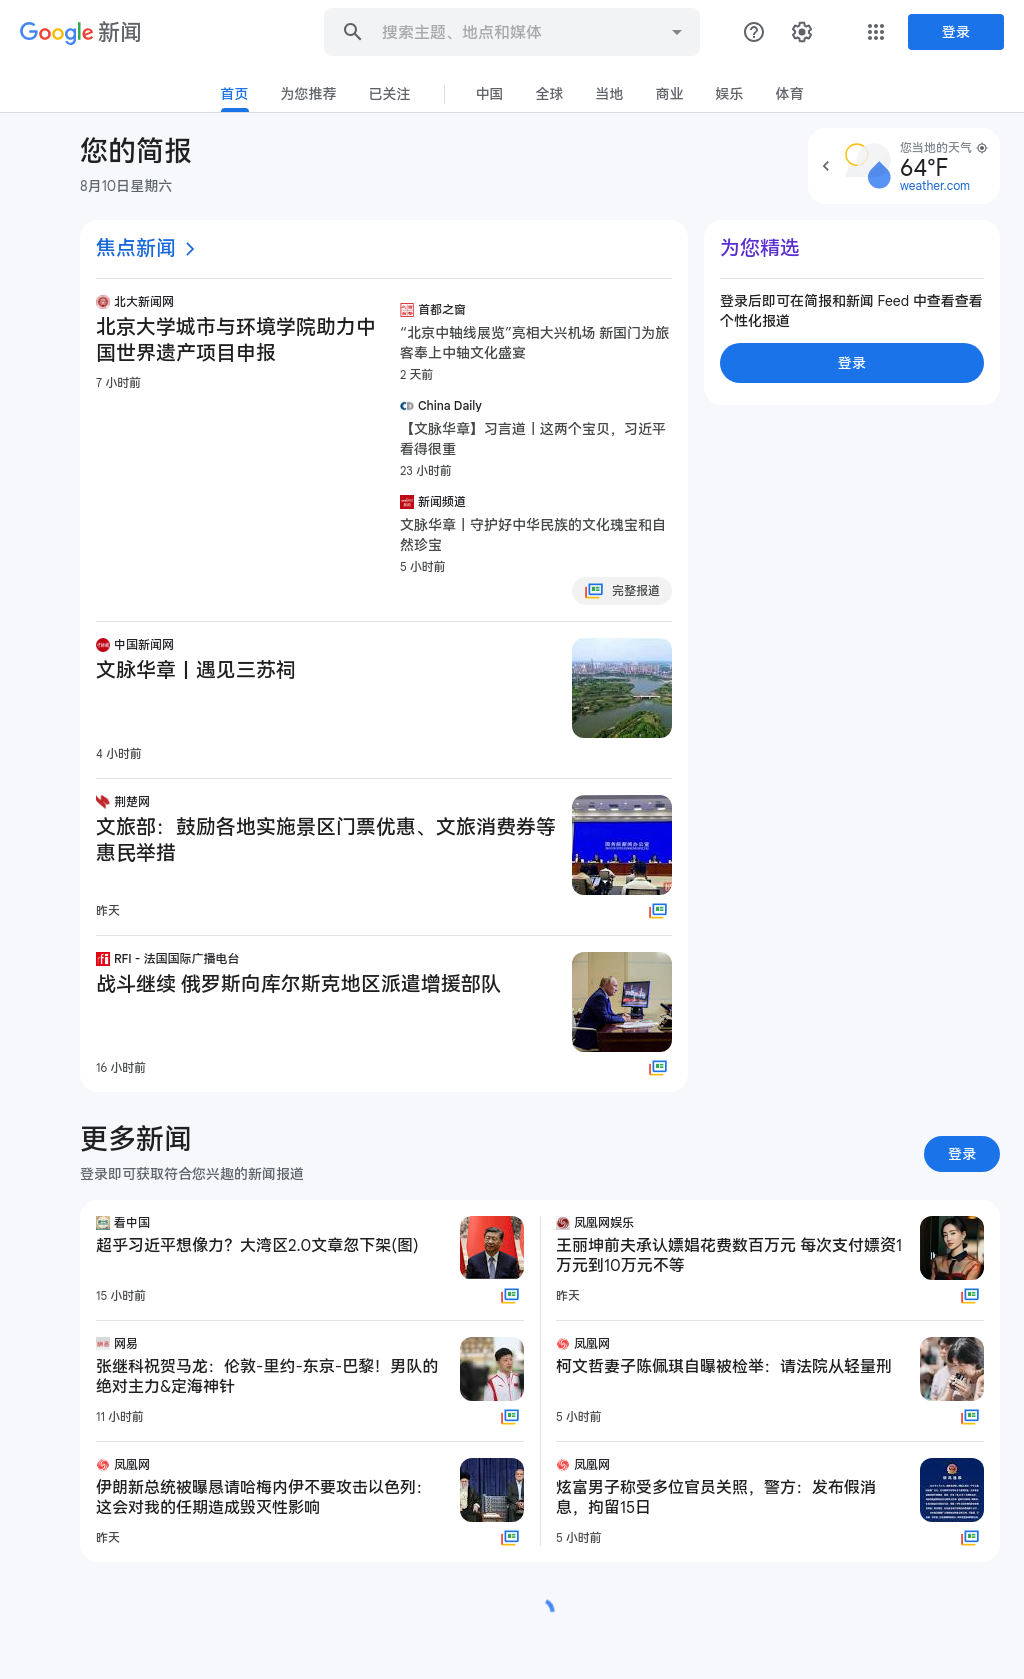 Google 新闻
搜索主题、地点和媒体
登录
首页
为您推荐
已关注
中国
全球
当地
商业
娱乐
体育
您的简报
8月10日星期六
您当地的天气
64°F
weather.com
焦点新闻
北大新闻网
北京大学城市与环境学院助力中
国世界遗产项目申报
7 小时前
首都之窗
“北京中轴线展览”亮相大兴机场 新国门为旅
客奉上中轴文化盛宴
2 天前
China Daily
【文脉华章】习言道丨这两个宝贝，习近平
看得很重
23 小时前
新闻频道
文脉华章丨守护好中华民族的文化瑰宝和自
然珍宝
5 小时前
完整报道
中国新闻网
文脉华章丨遇见三苏祠
4 小时前
荆楚网
文旅部：鼓励各地实施景区门票优惠、文旅消费券等
惠民举措
国务院新闻办公室
昨天
RFI - 法国国际广播电台
战斗继续 俄罗斯向库尔斯克地区派遣增援部队
16 小时前
为您精选
登录后即可在简报和新闻 Feed 中查看查看
个性化报道
登录
更多新闻
登录即可获取符合您兴趣的新闻报道
登录
看中国
超乎习近平想像力？大湾区2.0文章忽下架(图)
15 小时前
网易
张继科祝贺马龙：伦敦-里约-东京-巴黎！男队的
绝对主力&定海神针
11 小时前
凤凰网
伊朗新总统被曝恳请哈梅内伊不要攻击以色列：
这会对我的任期造成毁灭性影响
昨天
凤凰网娱乐
王丽坤前夫承认嫖娼花费数百万元 每次支付嫖资1
万元到10万元不等
昨天
凤凰网
柯文哲妻子陈佩琪自曝被检举：请法院从轻量刑
5 小时前
凤凰网
炫富男子称受多位官员关照，警方：发布假消
息，拘留15日
5 小时前